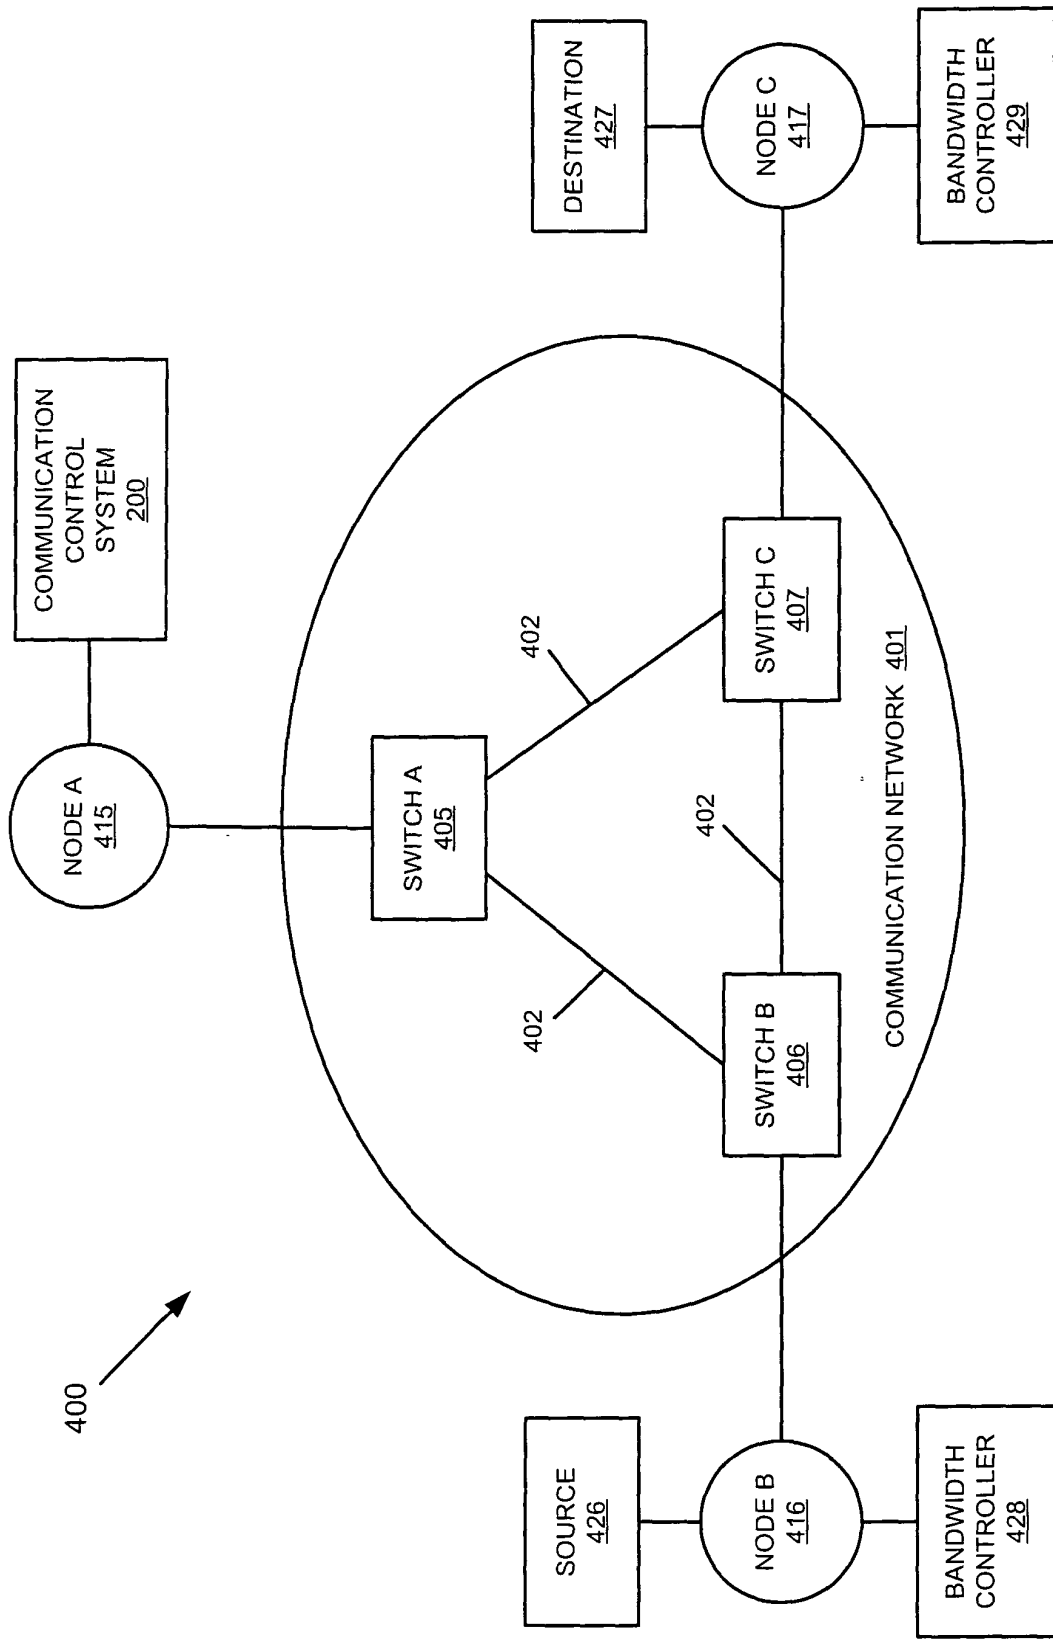 400
NODE A
415
COMMUNICATION
CONTROL
SYSTEM
200
SWITCH A
405
402
402
402
SOURCE
426
NODE B
416
BANDWIDTH
CONTROLLER
428
SWITCH B
406
SWITCH C
407
COMMUNICATION NETWORK 401
DESTINATION
427
NODE C
417
BANDWIDTH
CONTROLLER
429